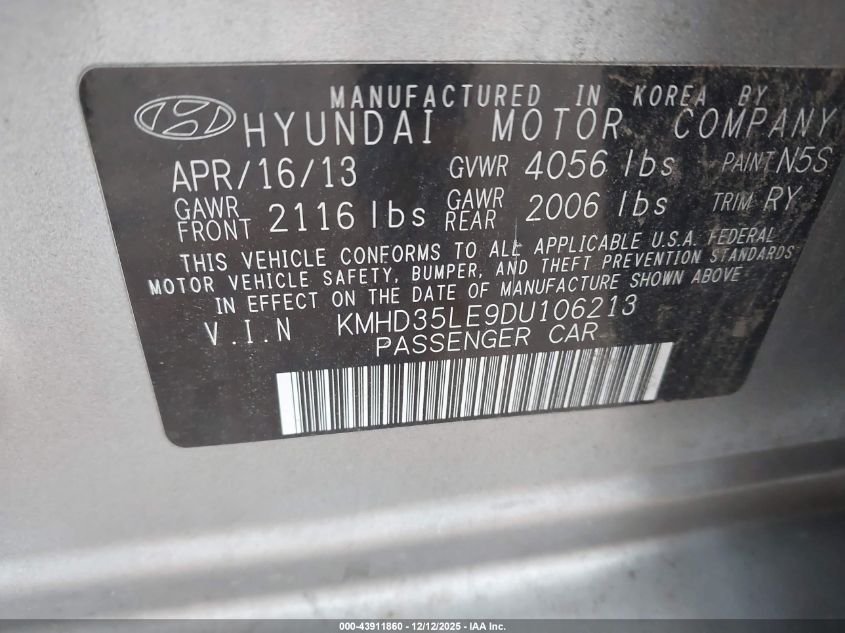 MANUFACTURED IN KOREA BY
HYUNDAI MOTOR COMPANY
APR/16/13 GVWR 4056 lbs PAINT N5S
GAWR FRONT 2116 lbs GAWR REAR 2006 lbs TRIM RY
THIS VEHICLE CONFORMS TO ALL APPLICABLE U.S.A. FEDERAL
MOTOR VEHICLE SAFETY, BUMPER, AND THEFT PREVENTION STANDARDS
IN EFFECT ON THE DATE OF MANUFACTURE SHOWN ABOVE
V.I.N KMHD35LE9DU106213
PASSENGER CAR
000-43911860 - 12/12/2025 - IAA Inc.